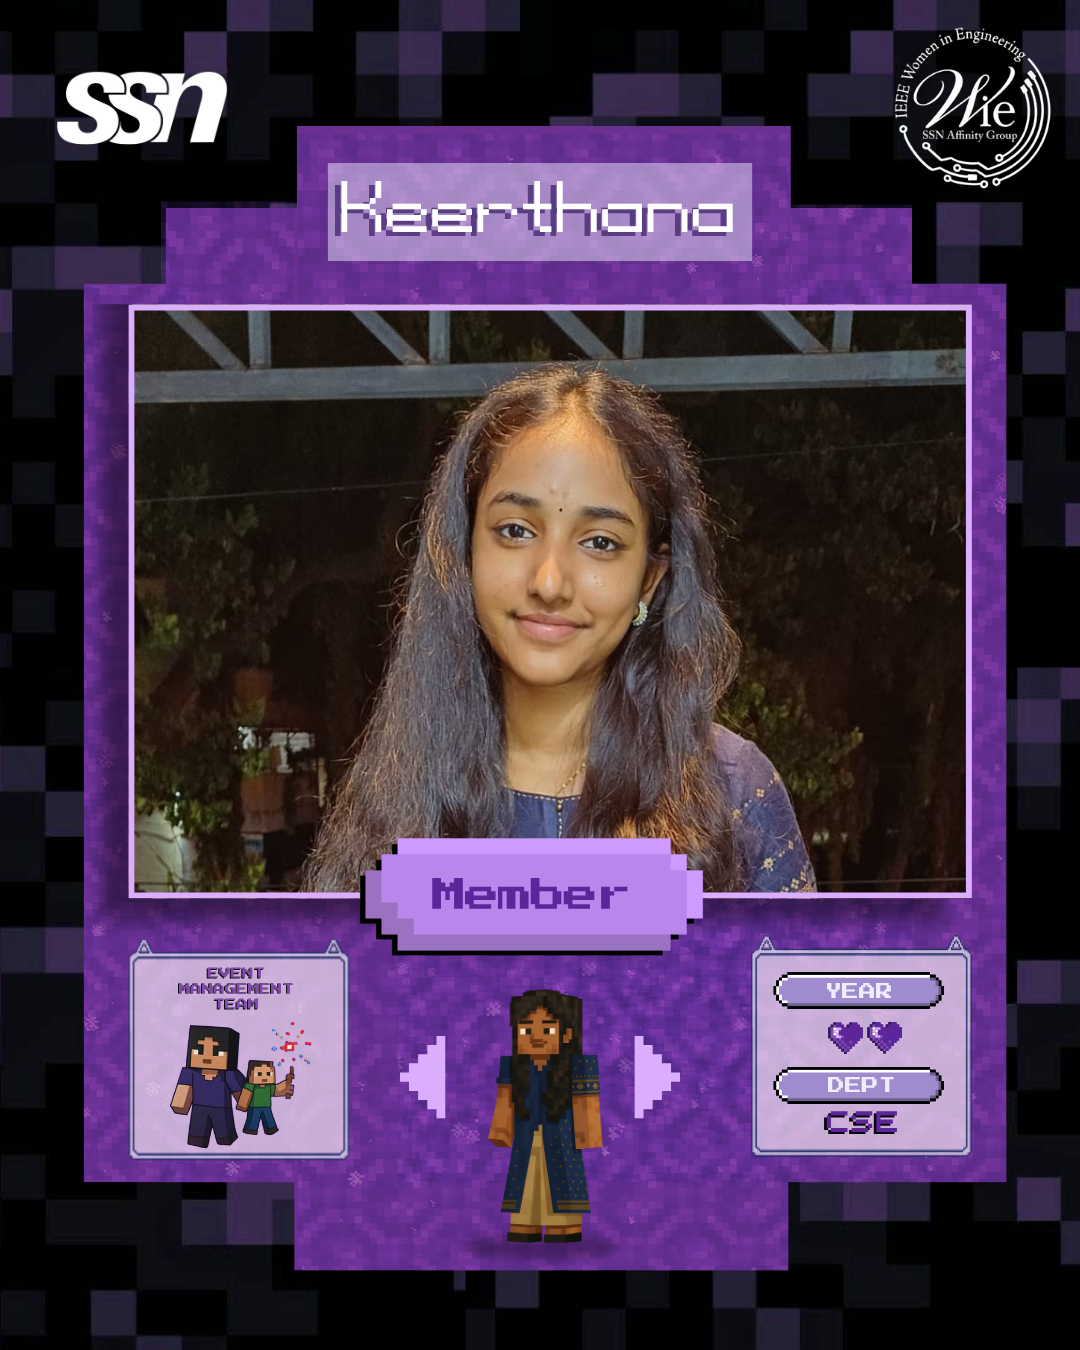 ssn
IEEE Women in Engineering
Wie
SSN Affinity Group
Keerthana
Member
EVENT
MANAGEMENT
TEAM
YEAR
DEPT
CSE